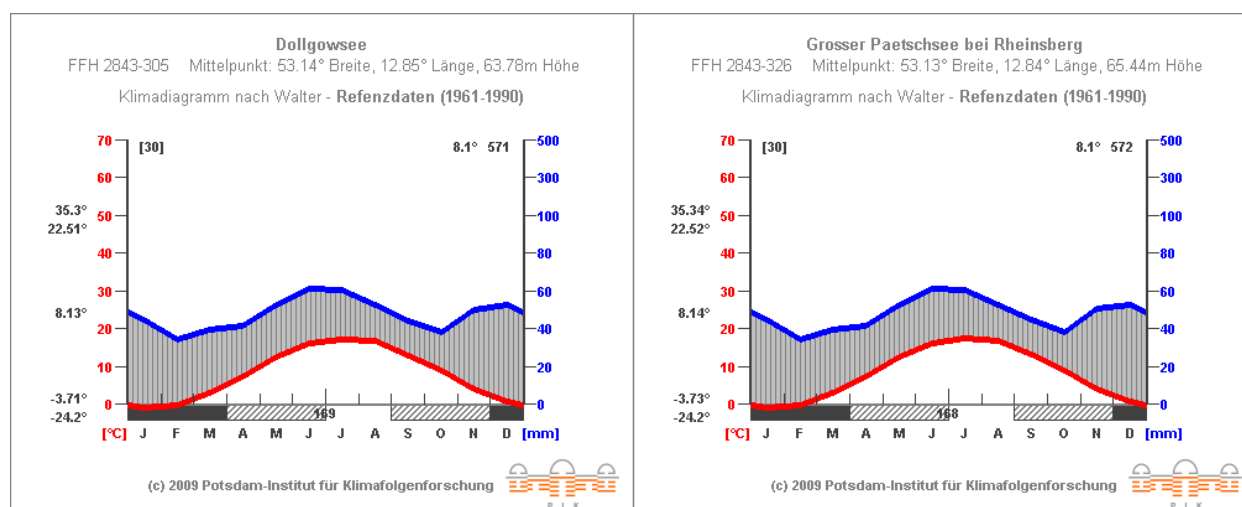 Dollgowsee
FFH 2843-305 Mittelpunkt: 53.14° Breite, 12.85° Länge, 63.78m Höhe
Klimadiagramm nach Walter - Refenzdaten (1961-1990)
70 [30] 8.1° 571 500
60 300
35.3° 50 100
22.51°
40 80
30 60
8.13° 20 40
10 20
-3.71° 0 0
-24.2° 169
[°C] J F M A M J J A S O N D [mm]
(c) 2009 Potsdam-Institut für Klimafolgenforschung
P I K
Grosser Paetschsee bei Rheinsberg
FFH 2843-326 Mittelpunkt: 53.13° Breite, 12.84° Länge, 65.44m Höhe
Klimadiagramm nach Walter - Refenzdaten (1961-1990)
70 [30] 8.1° 572 500
60 300
35.34° 50 100
22.52°
40 80
30 60
8.14° 20 40
10 20
-3.73° 0 0
-24.2° 168
[°C] J F M A M J J A S O N D [mm]
(c) 2009 Potsdam-Institut für Klimafolgenforschung
P I K